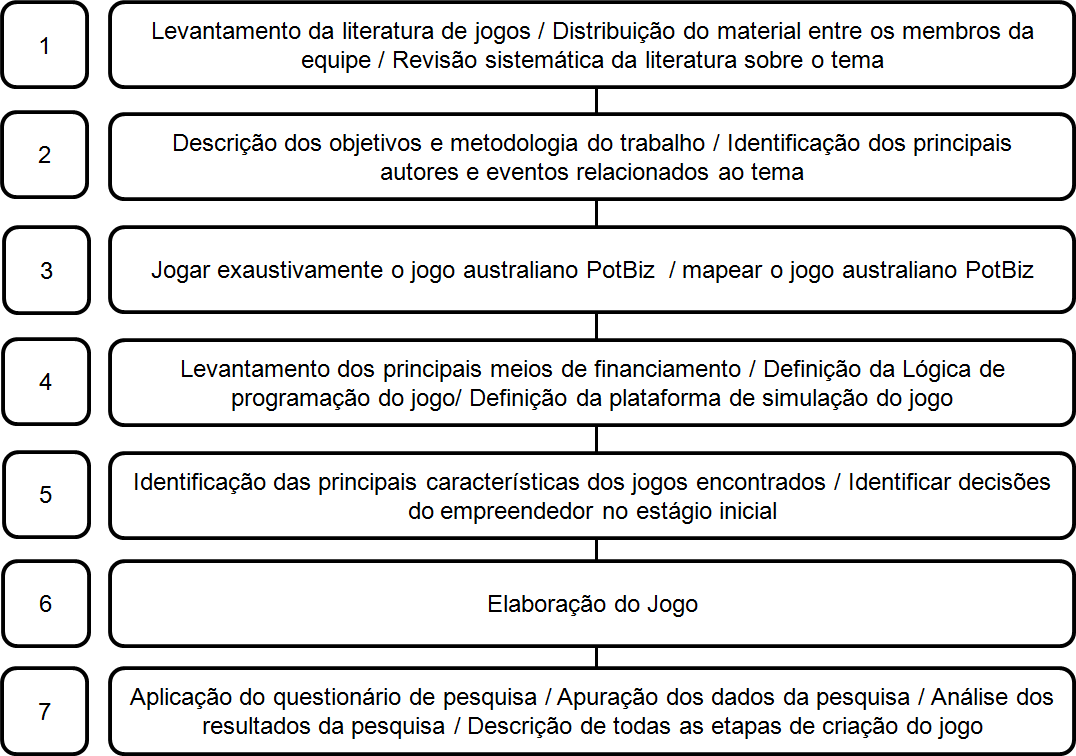 1
Levantamento da literatura de jogos / Distribuição do material entre os membros da
equipe / Revisão sistemática da literatura sobre o tema
2
Descrição dos objetivos e metodologia do trabalho / Identificação dos principais
autores e eventos relacionados ao tema
3
Jogar exaustivamente o jogo australiano PotBiz / mapear o jogo australiano PotBiz
4
Levantamento dos principais meios de financiamento / Definição da Lógica de
programação do jogo/ Definição da plataforma de simulação do jogo
5
Identificação das principais características dos jogos encontrados / Identificar decisões
do empreendedor no estágio inicial
6
Elaboração do Jogo
7
Aplicação do questionário de pesquisa / Apuração dos dados da pesquisa / Análise dos
resultados da pesquisa / Descrição de todas as etapas de criação do jogo